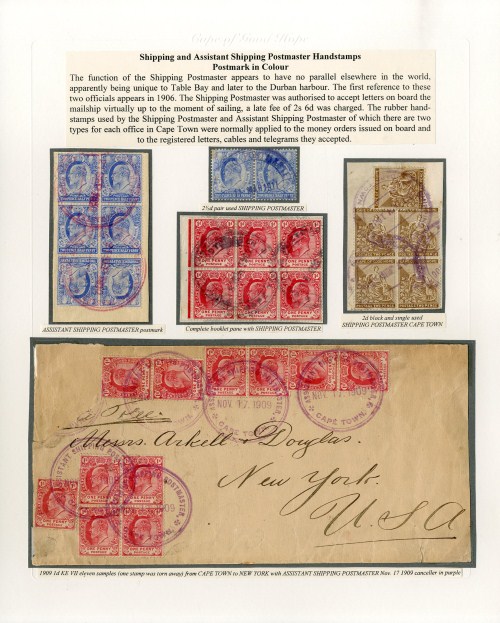 Cape of Good Hope
Shipping and Assistant Shipping Postmaster Handstamps
Postmark in Colour
The function of the Shipping Postmaster appears to have no parallel elsewhere in the world,
apparently being unique to Table Bay and later to the Durban harbour. The first reference to these
two officials appears in 1906. The Shipping Postmaster was authorised to accept letters on board the
mailship virtually up to the moment of sailing, a late fee of 2s 6d was charged. The rubber hand-
stamps used by the Shipping Postmaster and Assistant Shipping Postmaster of which there are two
types for each office in Cape Town were normally applied to the money orders issued on board and
to the registered letters, cables and telegrams they accepted.
2½d pair used SHIPPING POSTMASTER
ASSISTANT SHIPPING POSTMASTER postmark
Complete booklet pane with SHIPPING POSTMASTER
2d block and single used
SHIPPING POSTMASTER CAPE TOWN
NOV. 17. 1909
CAPE TOWN
NOV. 17. 1909
CAPE TOWN
Messrs. Arkell & Douglas.
New York.
U.S.A
ASSISTANT SHIPPING POSTMASTER,
ONE PENNY
1909 1d KE VII eleven samples (one stamp was torn away) from CAPE TOWN to NEW YORK with ASSISTANT SHIPPING POSTMASTER Nov. 17 1909 canceller in purple